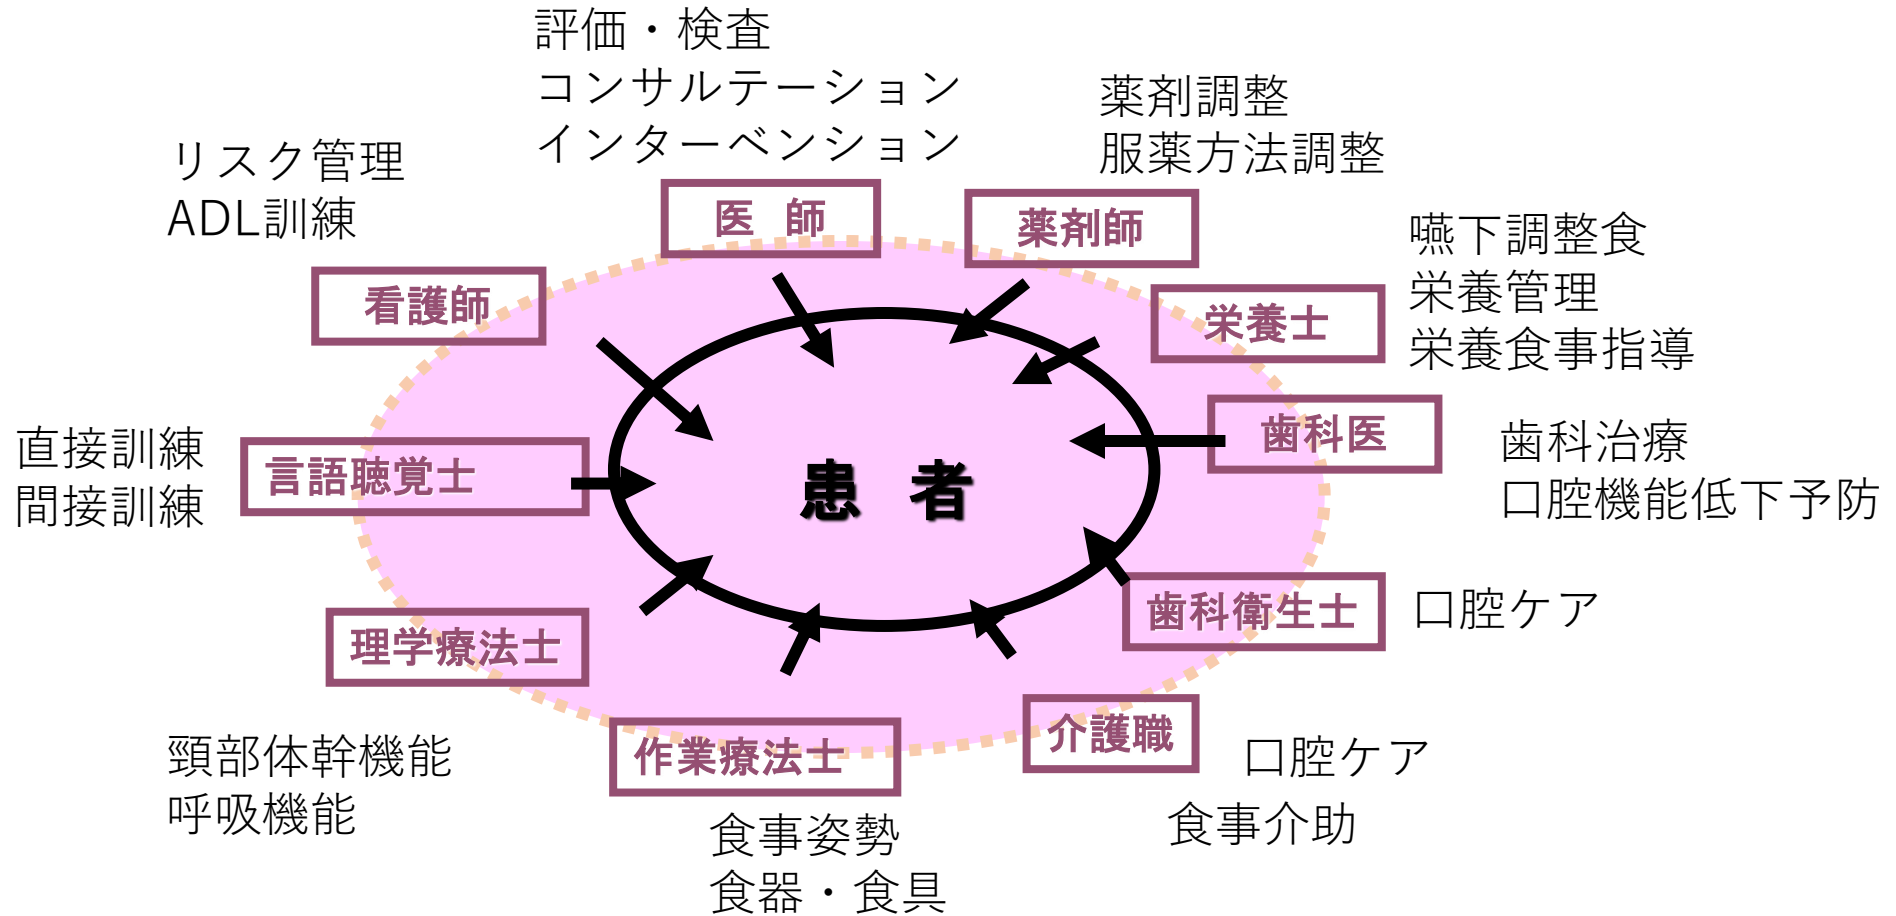 評価・検査
コンサルテーション
インターベンション
医 師
薬剤調整
服薬方法調整
薬剤師
リスク管理
ADL訓練
看護師
嚥下調整食
栄養管理
栄養食事指導
栄養士
歯科医
歯科治療
口腔機能低下予防
直接訓練
間接訓練
言語聴覚士
患 者
歯科衛生士
口腔ケア
理学療法士
頸部体幹機能
呼吸機能
作業療法士
食事姿勢
食器・食具
介護職
口腔ケア
食事介助